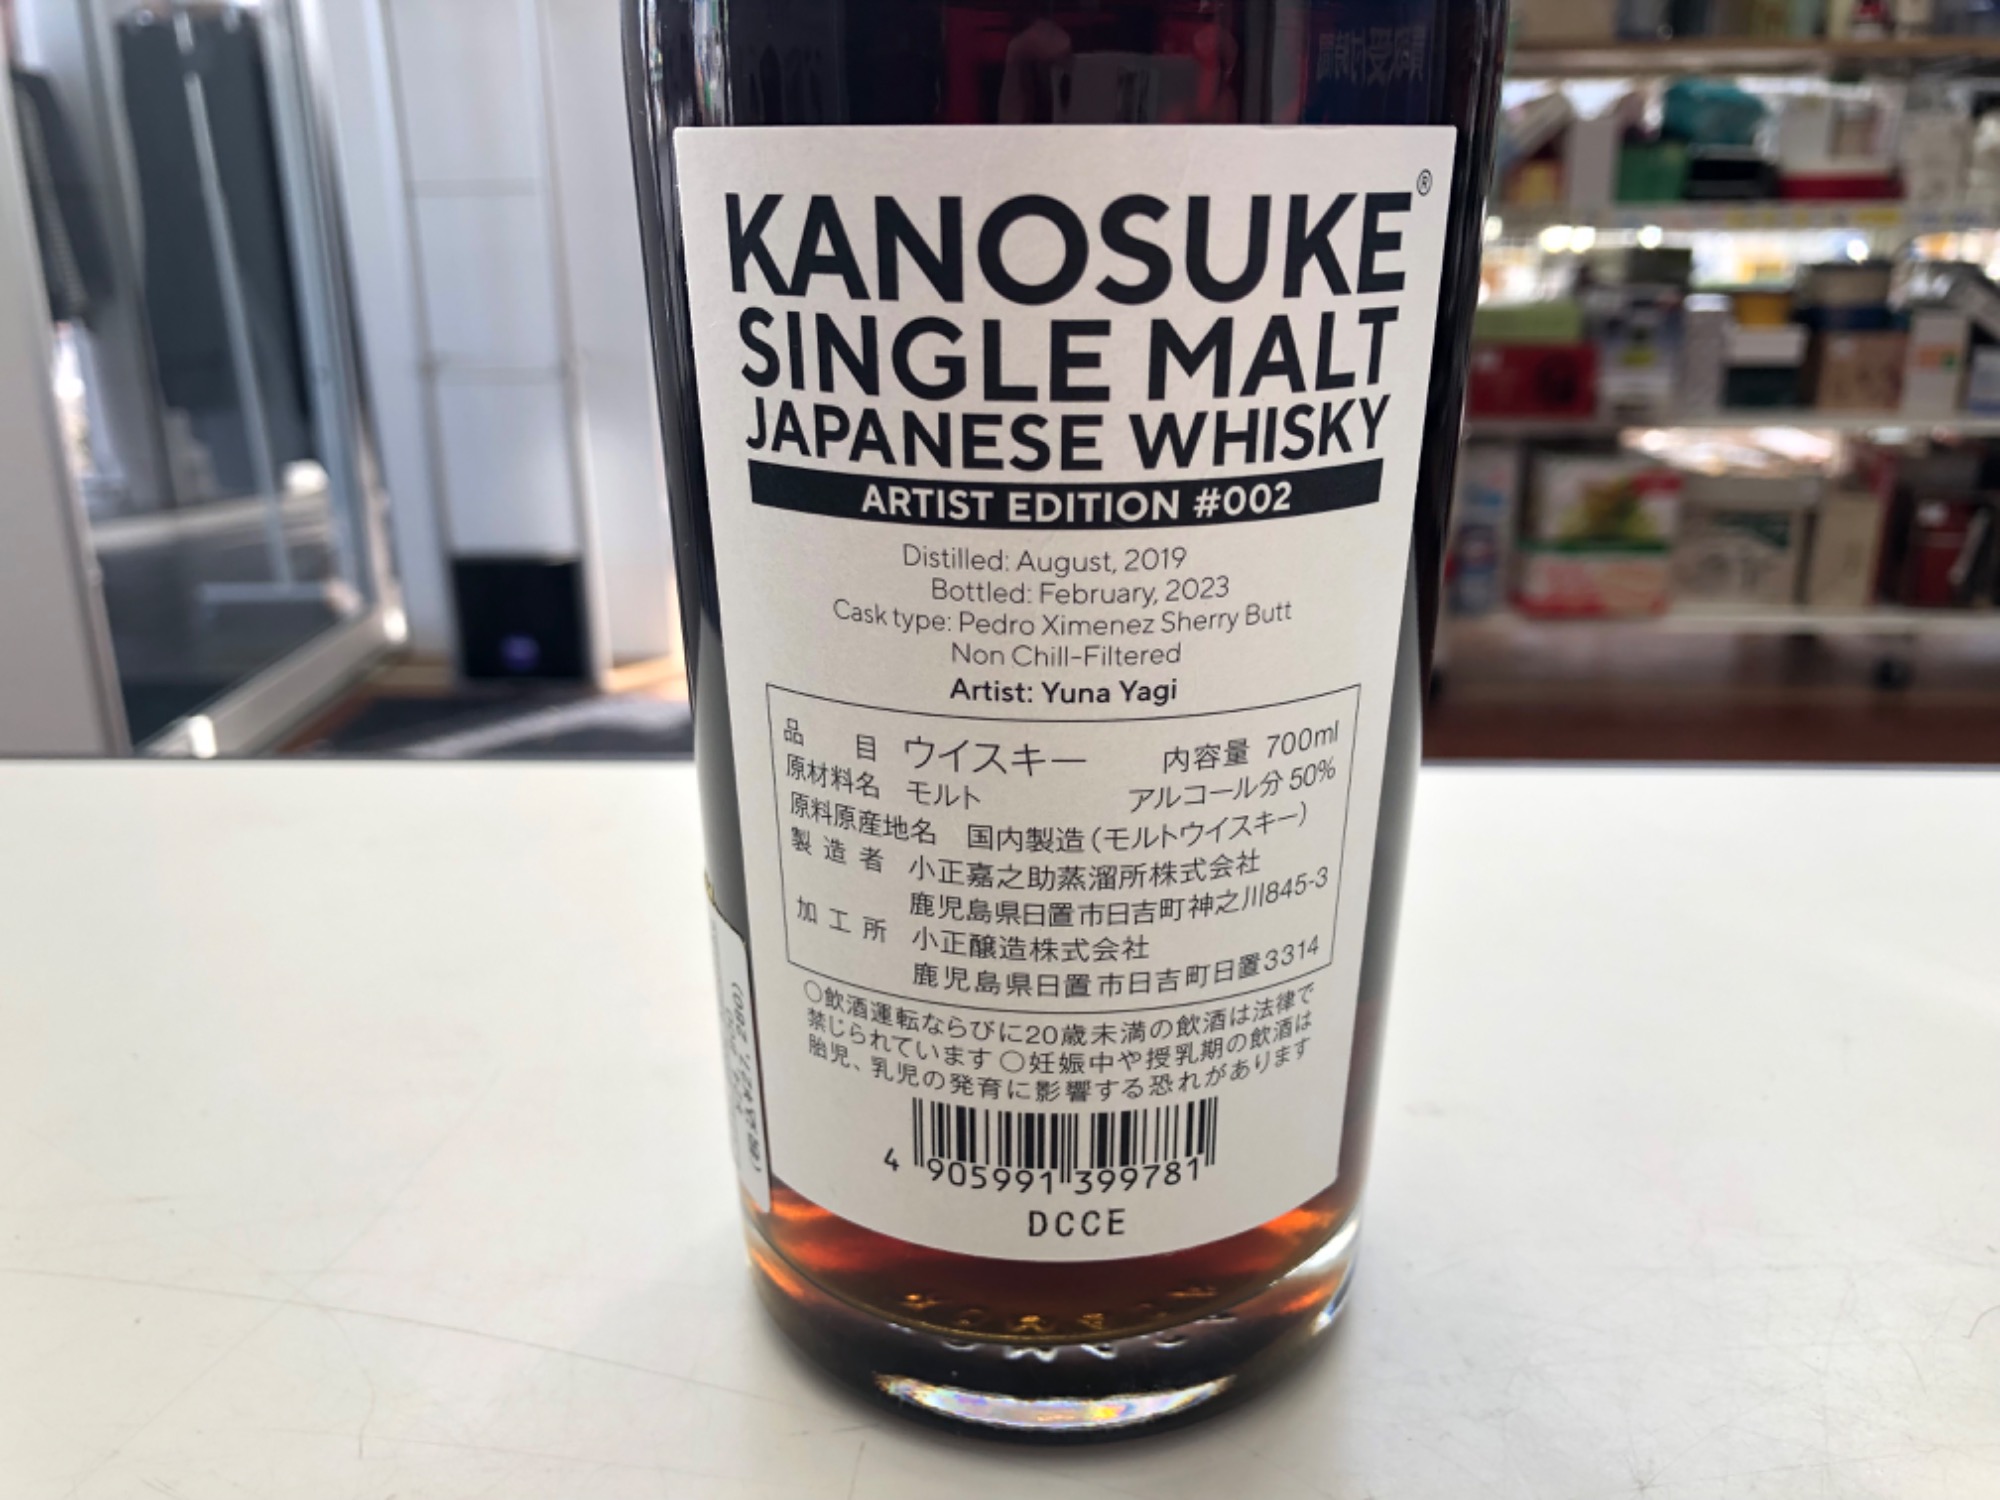 KANOSUKE®
SINGLE MALT
JAPANESE WHISKY
ARTIST EDITION #002
Distilled: August, 2019
Bottled: February, 2023
Cask type: Pedro Ximenez Sherry Butt
Non Chill-Filtered
Artist: Yuna Yagi
品目 ウイスキー 内容量 700ml
原材料名 モルト アルコール分 50%
原料原産地名 国内製造(モルトウイスキー)
製造者 小正嘉之助蒸溜所株式会社
鹿児島県日置市日吉町神之川845-3
加工所 小正醸造株式会社
鹿児島県日置市日吉町日置3314
○飲酒運転ならびに20歳未満の飲酒は法律で
禁じられています ○妊娠中や授乳期の飲酒は
胎児、乳児の発育に影響する恐れがあります
4 905991 399781
DCCE